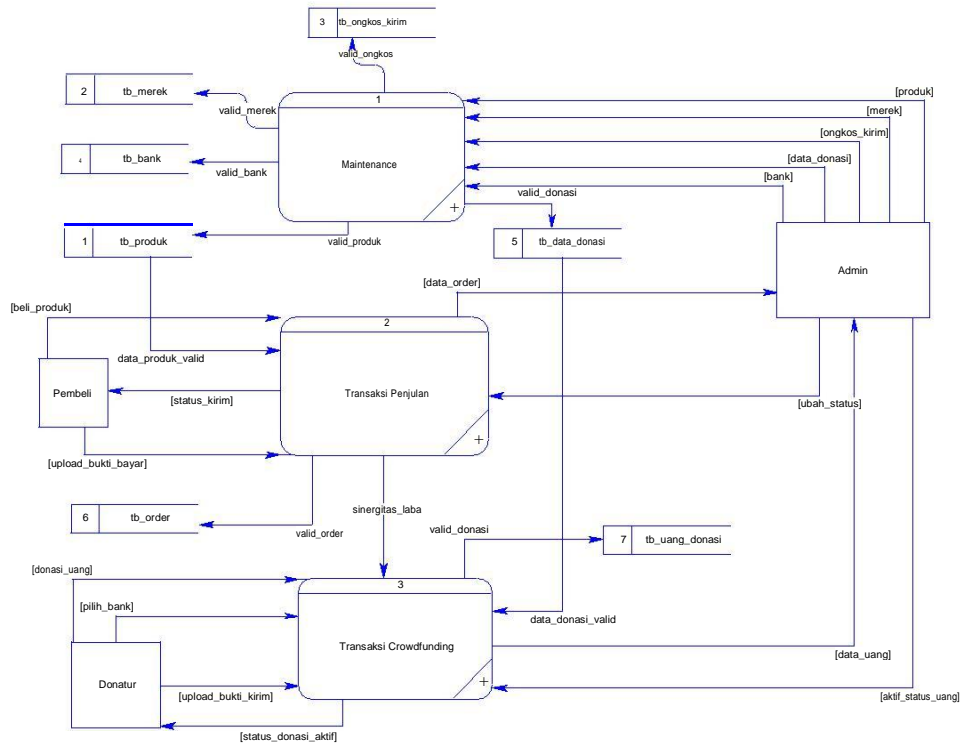 3 tb_ongkos_kirim
valid_ongkos
2 tb_merek
valid_merek
1
[produk]
[merek]
[ongkos_kirim]
4 tb_bank
valid_bank
Maintenance
[data_donasi]
[bank]
valid_donasi
+
1 tb_produk
valid_produk
5 tb_data_donasi
Admin
[data_order]
[beli_produk]
2
data_produk_valid
Pembeli
[status_kirim]
Transaksi Penjulan
[ubah_status]
+
[upload_bukti_bayar]
6 tb_order
sinergitas_laba
valid_order
valid_donasi
7 tb_uang_donasi
[donasi_uang]
3
[pilih_bank]
data_donasi_valid
Transaksi Crowdfunding
[data_uang]
Donatur
+
[upload_bukti_kirim]
[aktif_status_uang]
[status_donasi_aktif]